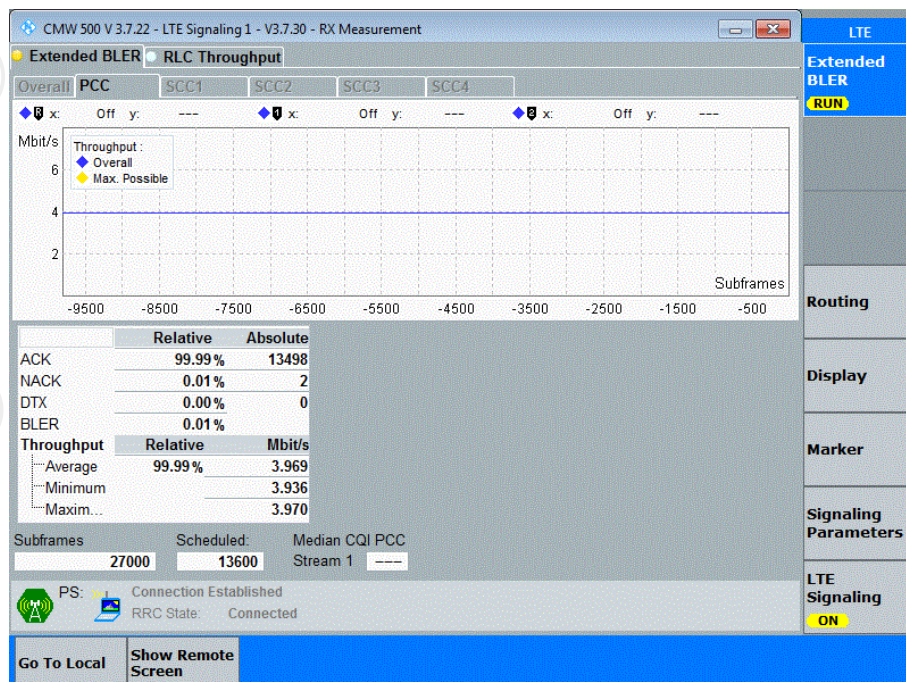 CMW 500 V 3.7.22 - LTE Signaling 1 - V3.7.30 - RX Measurement
Extended BLER RLC Throughput
Overall PCC SCC1 SCC2 SCC3 SCC4
R x: Off y: --- 1 x: Off y: --- 2 x: Off y: ---
Mbit/s
Throughput :
Overall
Max. Possible
6
4
2
Subframes
-9500 -8500 -7500 -6500 -5500 -4500 -3500 -2500 -1500 -500
Relative Absolute
ACK 99.99 % 13498
NACK 0.01 % 2
DTX 0.00 % 0
BLER 0.01 %
Throughput Relative Mbit/s
Average 99.99 % 3.969
Minimum 3.936
Maxim... 3.970
Subframes Scheduled: Median CQI PCC
27000 13600 Stream 1 ---
PS: Connection Established
RRC State: Connected
LTE
Extended
BLER
RUN
Routing
Display
Marker
Signaling
Parameters
LTE
Signaling
ON
Go To Local
Show Remote
Screen